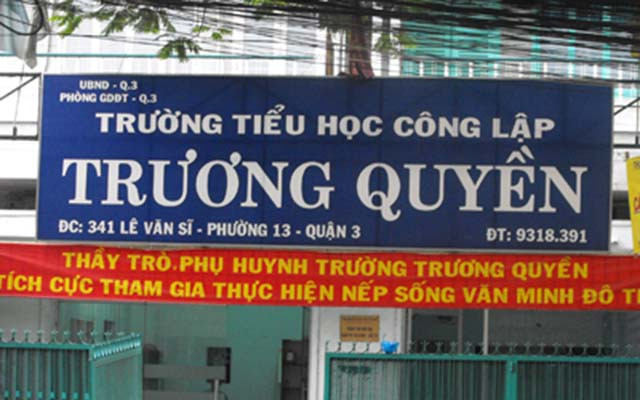 UBND - Q.3
PHÒNG GDĐT - Q.3
TRƯỜNG TIỂU HỌC CÔNG LẬP
TRƯƠNG QUYỀN
ĐC: 341 LÊ VĂN SĨ - PHƯỜNG 13 - QUẬN 3 ĐT: 9318.391
THẦY TRÒ PHỤ HUYNH TRƯỜNG TRƯƠNG QUYỀN
TÍCH CỰC THAM GIA THỰC HIỆN NẾP SỐNG VĂN MINH ĐÔ